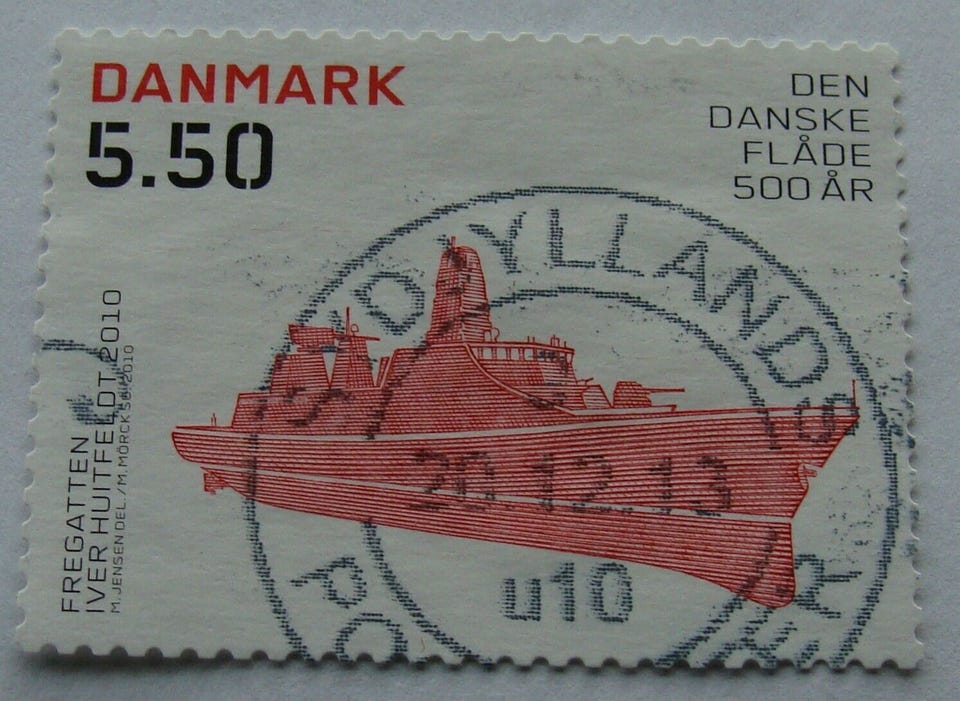 DANMARK
5.50
DEN
DANSKE
FLÅDE
500 ÅR
FREGATTEN
IVER HUITFELDT 2010
M. JENSEN DEL./M. MÖRCK SC. 2010
SYDJYLLANDS
20.12.13
u10